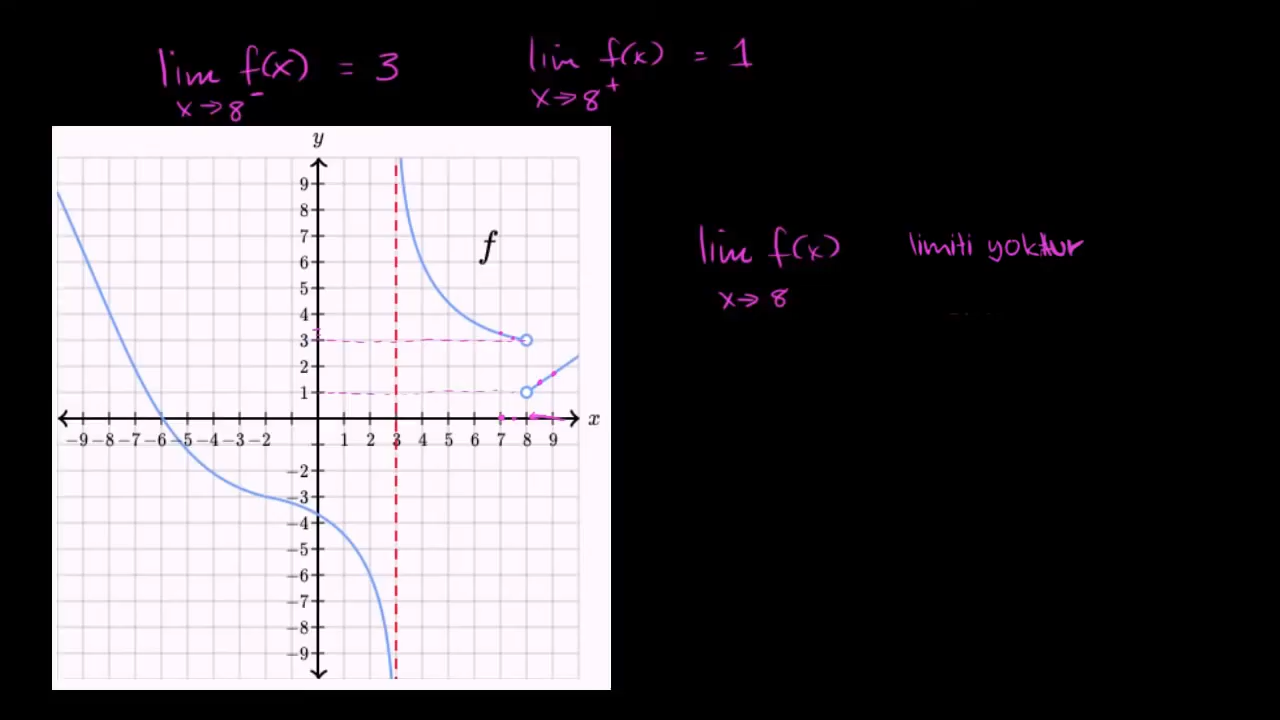 lim f(x) = 3
x→8⁻
lim f(x) = 1
x→8⁺
lim f(x) limiti yoktur
x→8
y
f
x
9
8
7
6
5
4
3
2
1
−9 −8 −7 −6 −5 −4 −3 −2 1 2 3 4 5 6 7 8 9
−2
−3
−4
−5
−6
−7
−8
−9